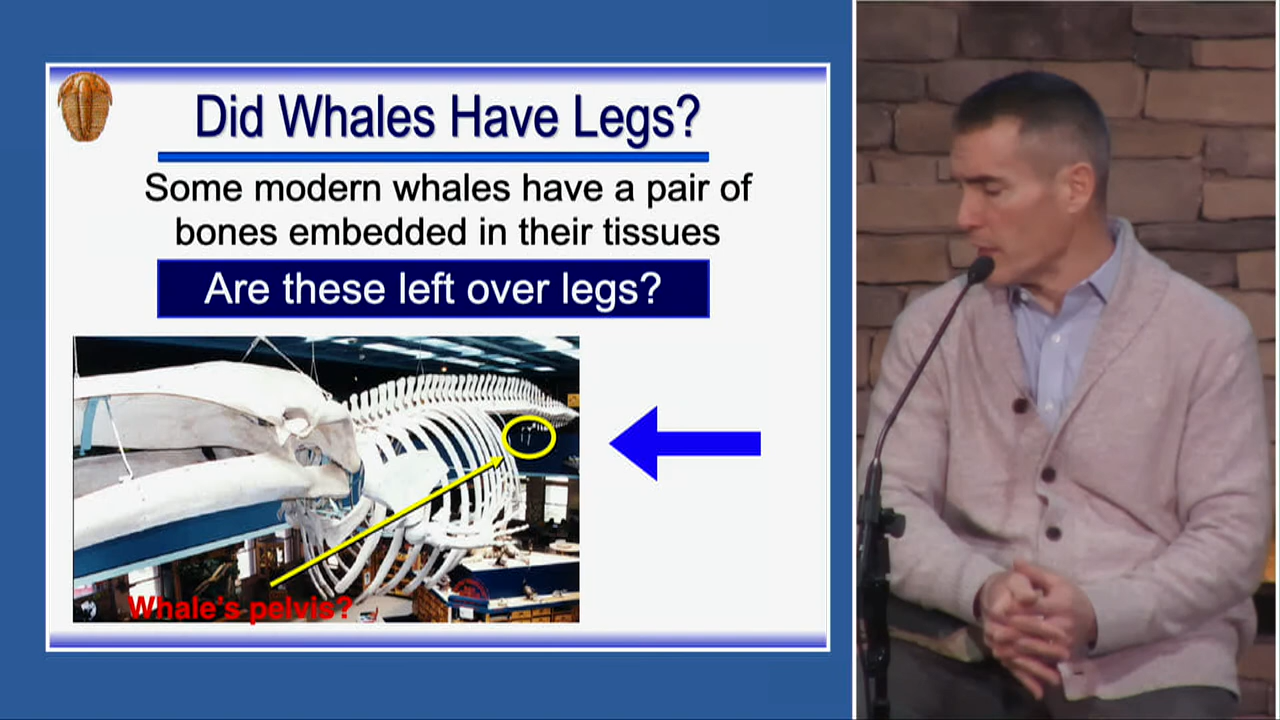 Did Whales Have Legs?
Some modern whales have a pair of
bones embedded in their tissues
Are these left over legs?
Whale's pelvis?